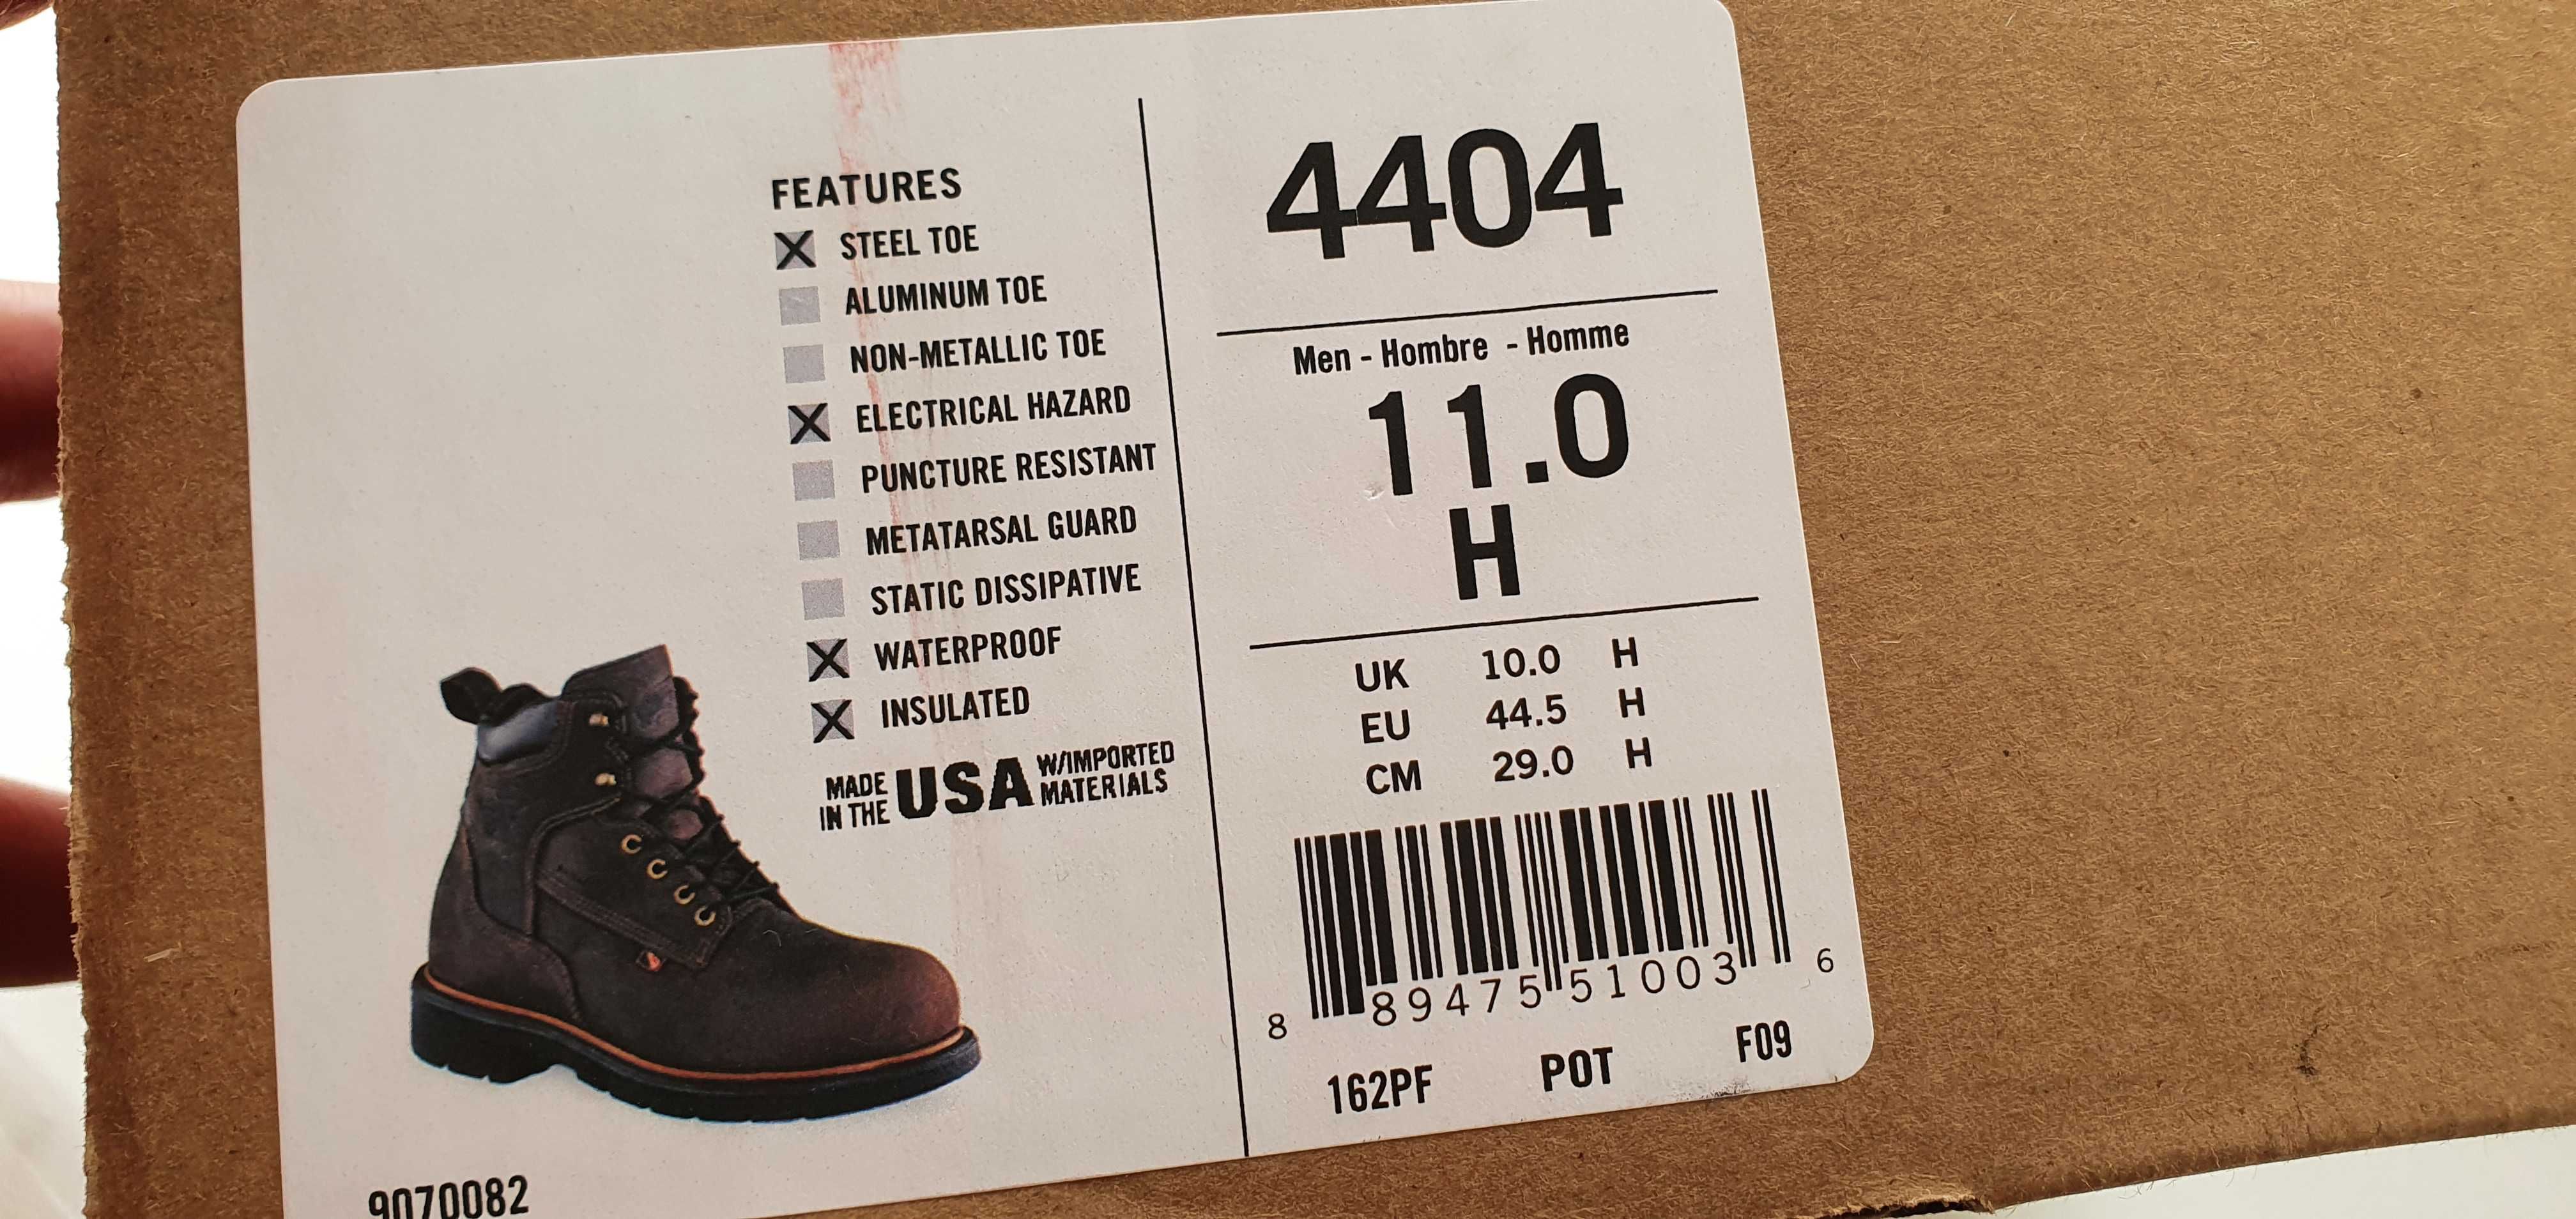 FEATURES
X STEEL TOE
ALUMINUM TOE
NON-METALLIC TOE
X ELECTRICAL HAZARD
PUNCTURE RESISTANT
METATARSAL GUARD
STATIC DISSIPATIVE
X WATERPROOF
X INSULATED
MADE IN THE USA W/IMPORTED MATERIALS
9070082
4404
Men - Hombre - Homme
11.0
H
UK 10.0 H
EU 44.5 H
CM 29.0 H
8 89475 51003 6
162PF POT F09